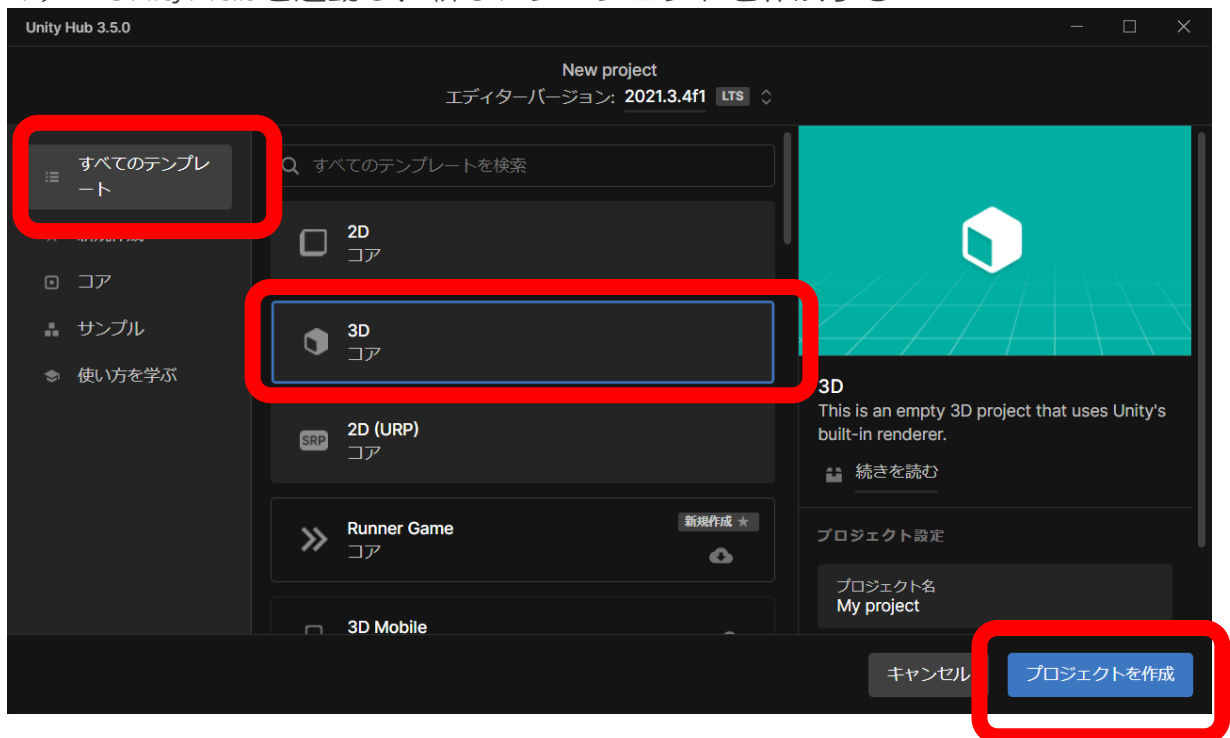 Unity Hub 3.5.0
New project
エディターバージョン: 2021.3.4f1 LTS
すべてのテンプレ
ート
コア
サンプル
使い方を学ぶ
すべてのテンプレートを検索
2D
コア
3D
コア
SRP
2D (URP)
コア
Runner Game
コア
新規作成
3D Mobile
3D
This is an empty 3D project that uses Unity's
built-in renderer.
続きを読む
プロジェクト設定
プロジェクト名
My project
キャンセル
プロジェクトを作成